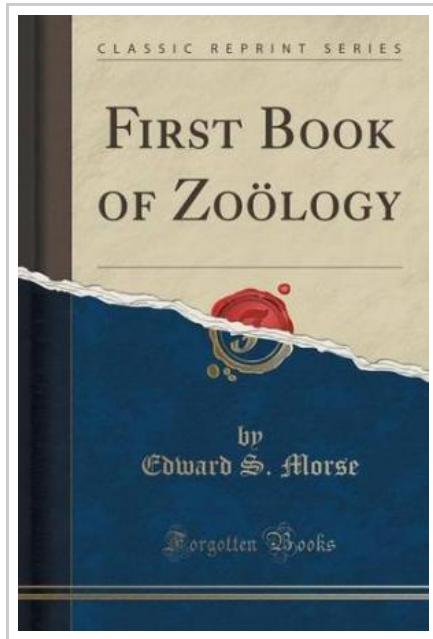 CLASSIC REPRINT SERIES
FIRST BOOK
OF ZOÖLOGY
by
Edward S. Morse
Forgotten Books